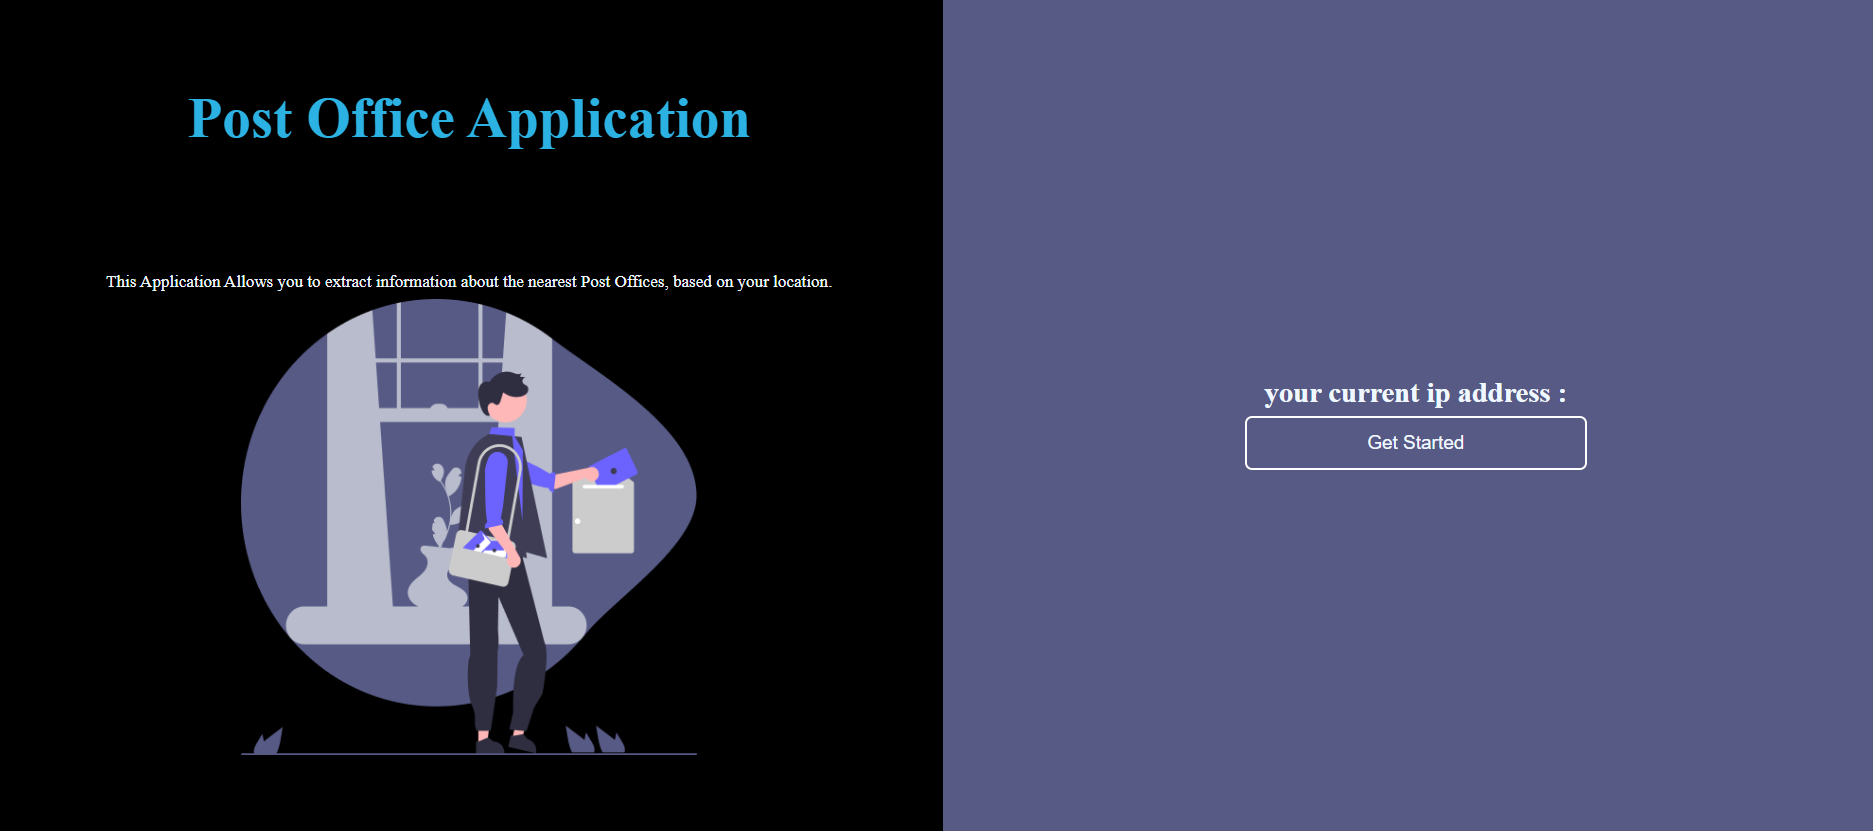 Post Office Application
This Application Allows you to extract information about the nearest Post Offices, based on your location.
your current ip address :
Get Started